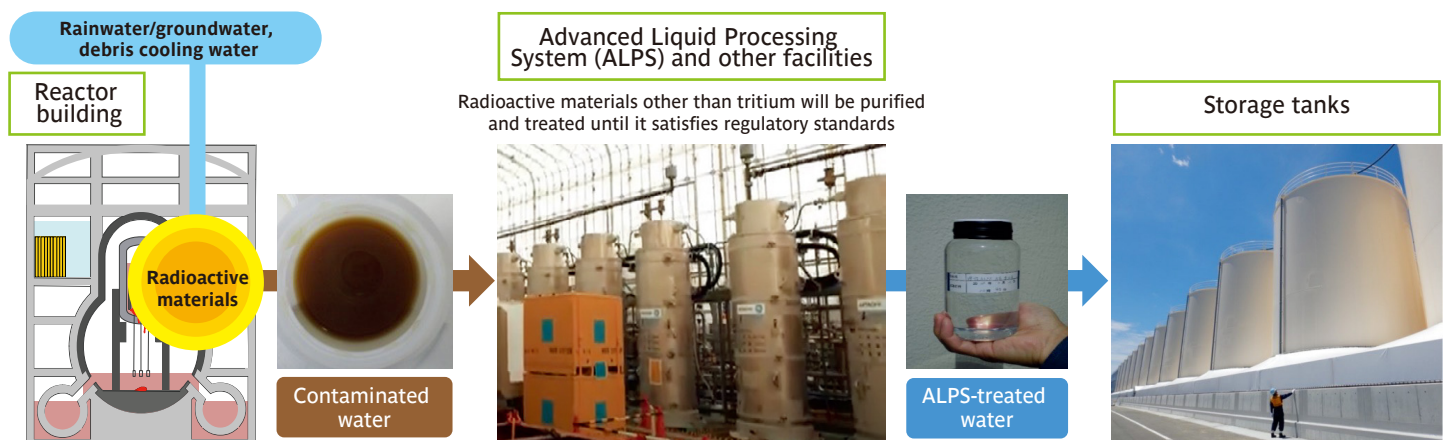 Rainwater/groundwater,
debris cooling water
Reactor
building
Radioactive
materials
Contaminated
water
Advanced Liquid Processing
System (ALPS) and other facilities
Radioactive materials other than tritium will be purified
and treated until it satisfies regulatory standards
ALPS-treated
water
Storage tanks